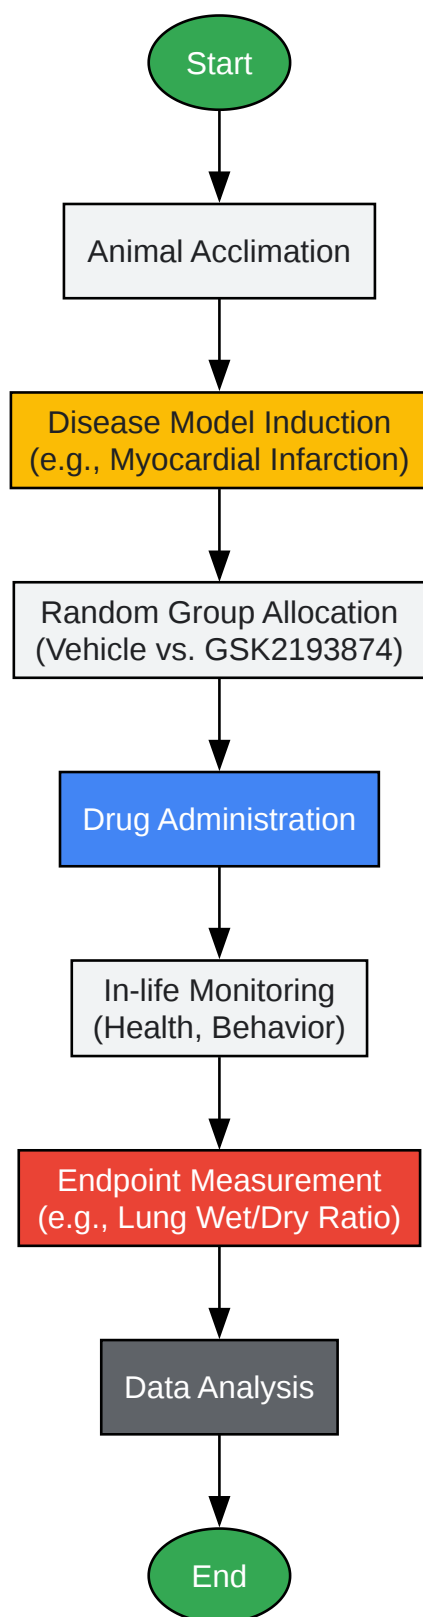 Start
Animal Acclimation
Disease Model Induction
(e.g., Myocardial Infarction)
Random Group Allocation
(Vehicle vs. GSK2193874)
Drug Administration
In-life Monitoring
(Health, Behavior)
Endpoint Measurement
(e.g., Lung Wet/Dry Ratio)
Data Analysis
End